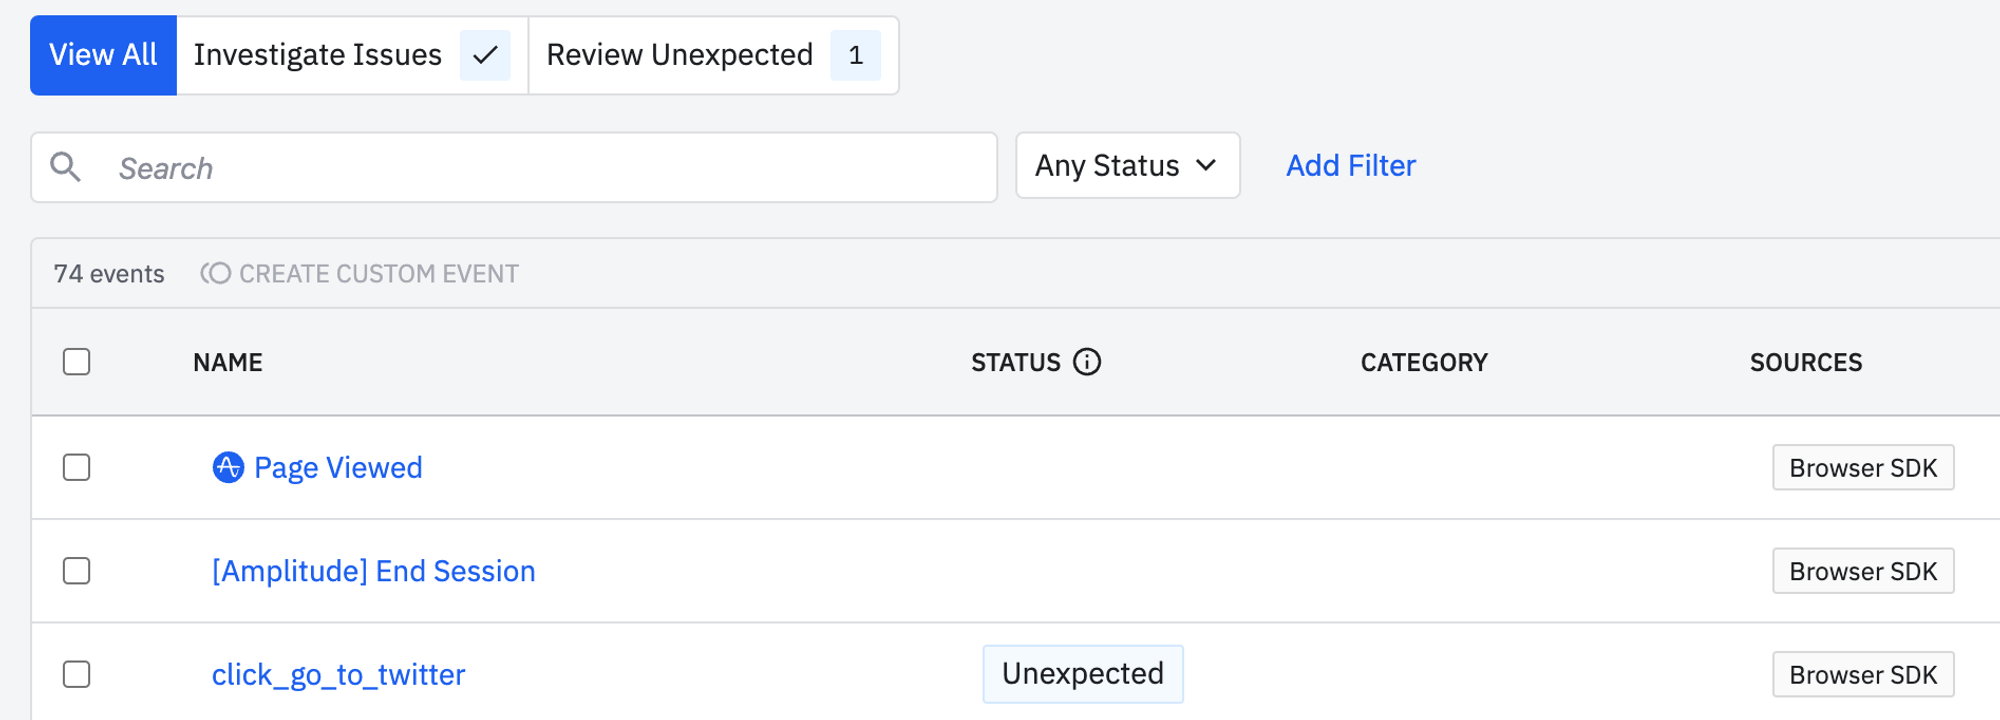 View All Investigate Issues Review Unexpected 1
Search Any Status Add Filter
74 events CREATE CUSTOM EVENT
NAME STATUS CATEGORY SOURCES
Page Viewed Browser SDK
[Amplitude] End Session Browser SDK
click_go_to_twitter Unexpected Browser SDK